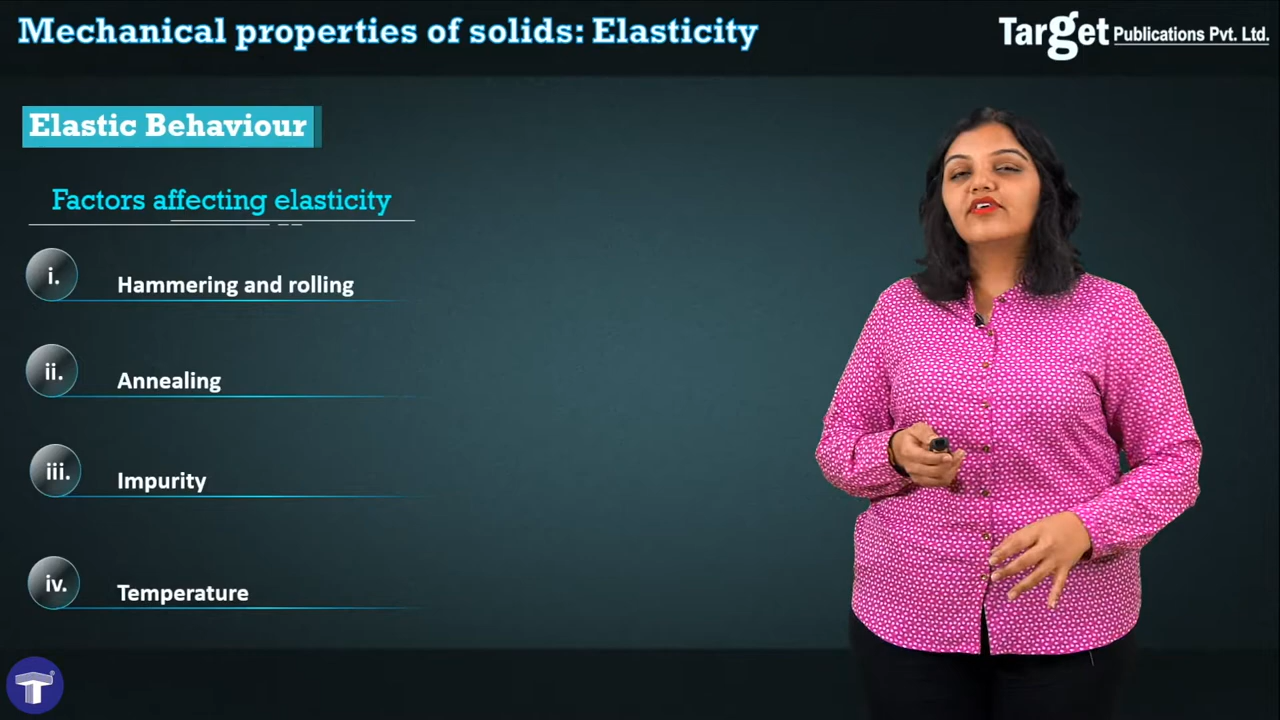 Mechanical properties of solids: Elasticity
Target Publications Pvt. Ltd.
Elastic Behaviour
Factors affecting elasticity
i. Hammering and rolling
ii. Annealing
iii. Impurity
iv. Temperature
T